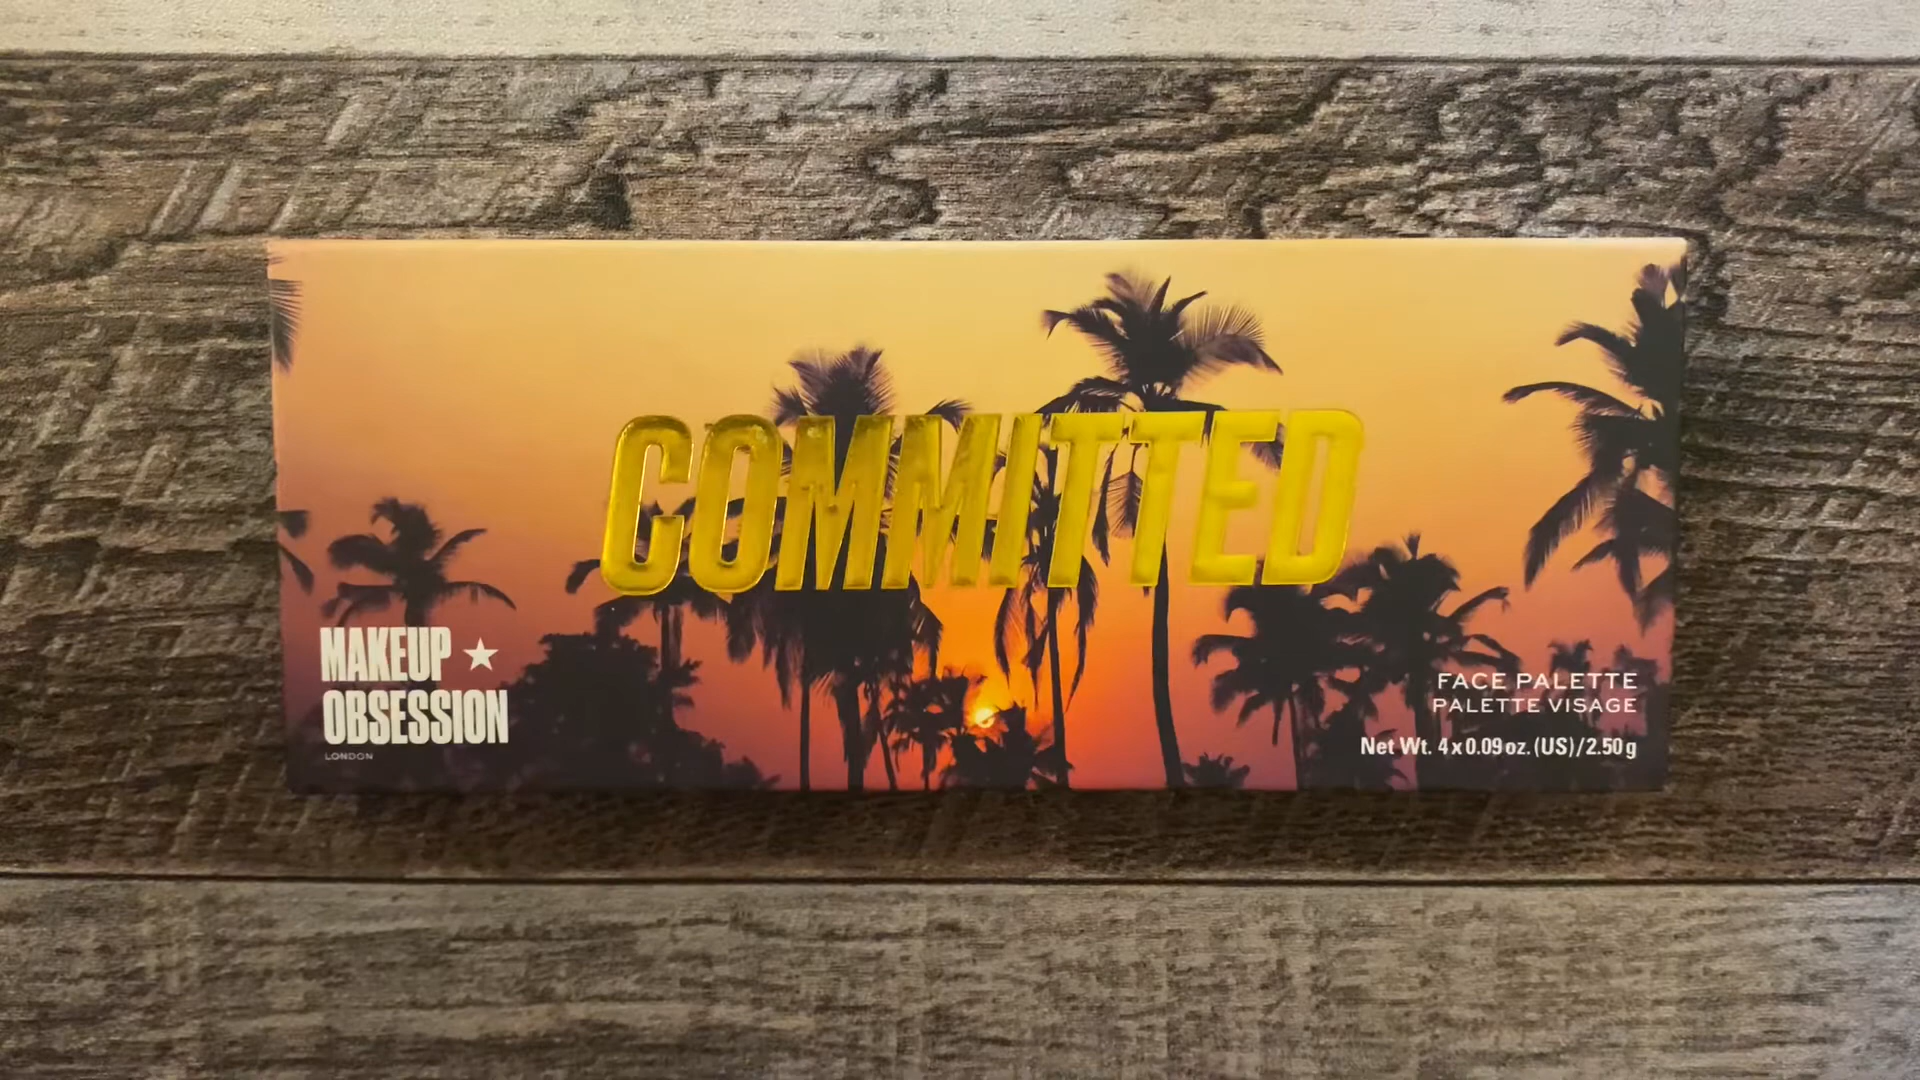 COMMITTED
MAKEUP ★
OBSESSION
LONDON
FACE PALETTE
PALETTE VISAGE
Net Wt. 4 x 0.09 oz. (US) / 2.50 g